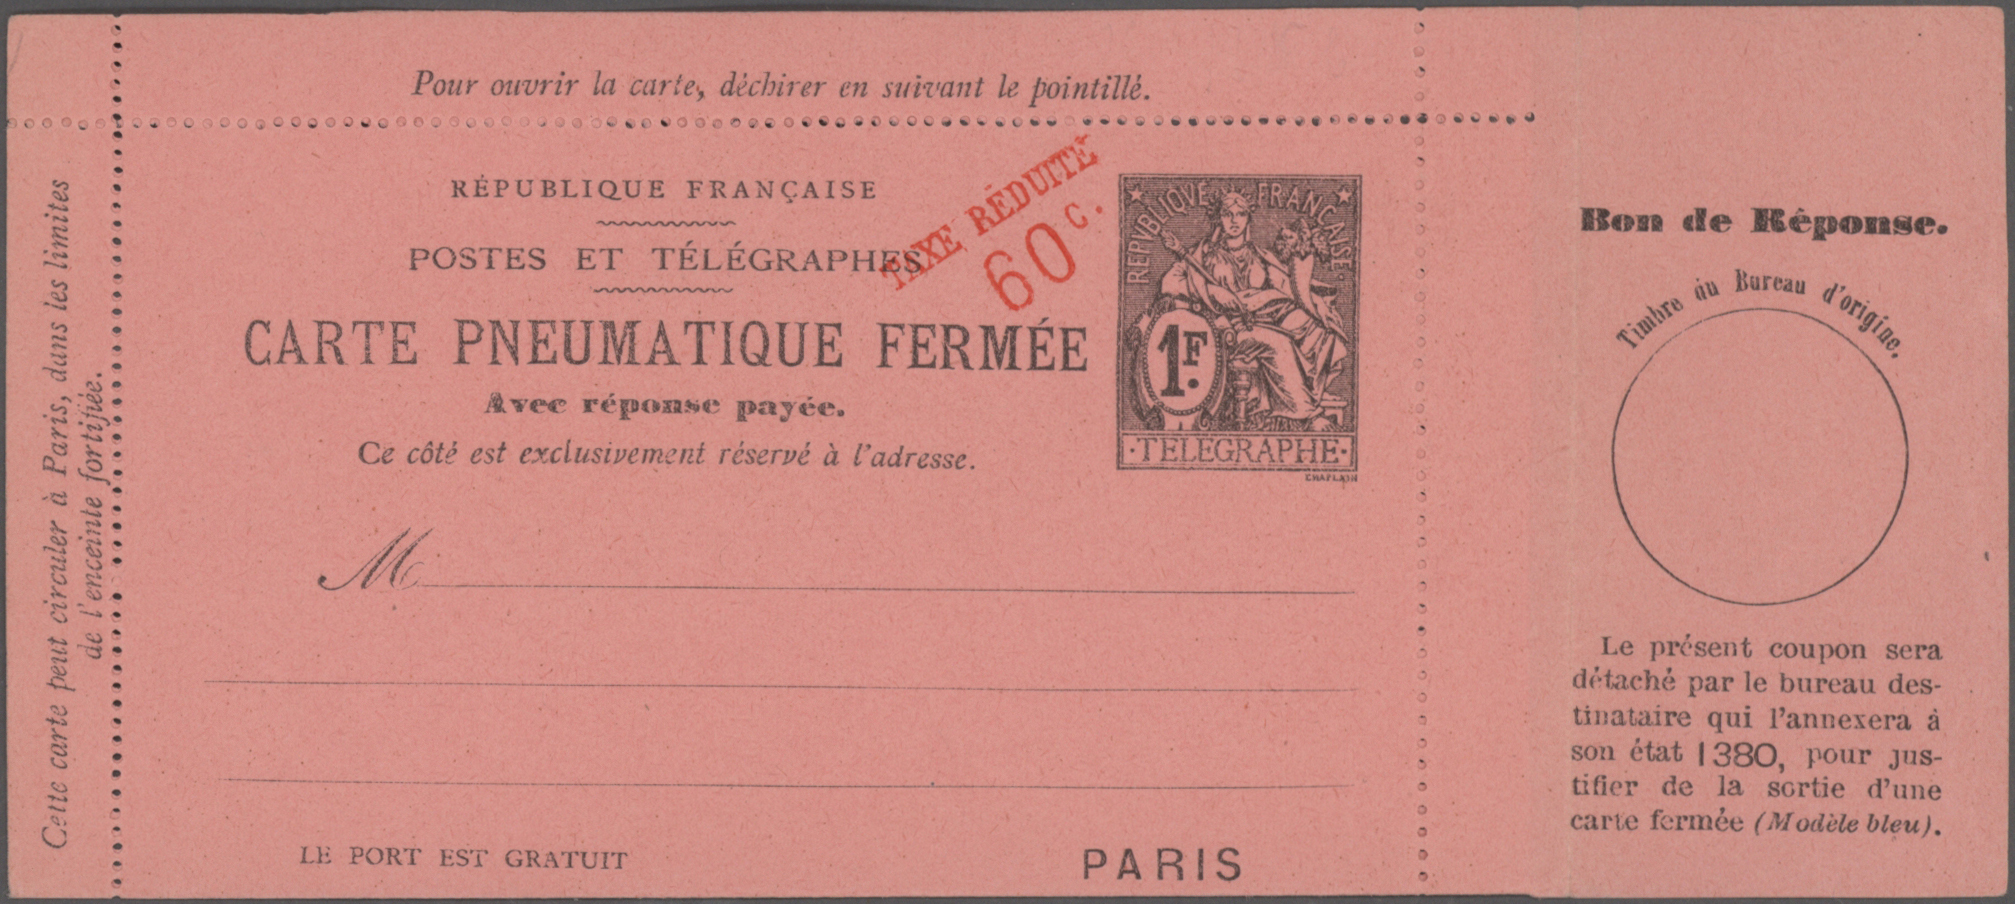 Pour ouvrir la carte, déchirer en suivant le pointillé.
Cette carte peut circuler à Paris, dans les limites
de l'enceinte fortifiée.
RÉPUBLIQUE FRANÇAISE
POSTES ET TÉLÉGRAPHES
TAXE RÉDUITE
60 c.
CARTE PNEUMATIQUE FERMÉE
Avec réponse payée.
Ce côté est exclusivement réservé à l'adresse.
REPVBLIQVE FRANCAISE
1F.
·TELEGRAPHE·
CHAPLAIN
M
LE PORT EST GRATUIT
PARIS
Bon de Réponse.
Timbre du Bureau d'origine.
Le présent coupon sera
détaché par le bureau des-
tinataire qui l'annexera à
son état 1380, pour jus-
tifier de la sortie d'une
carte fermée (Modèle bleu).